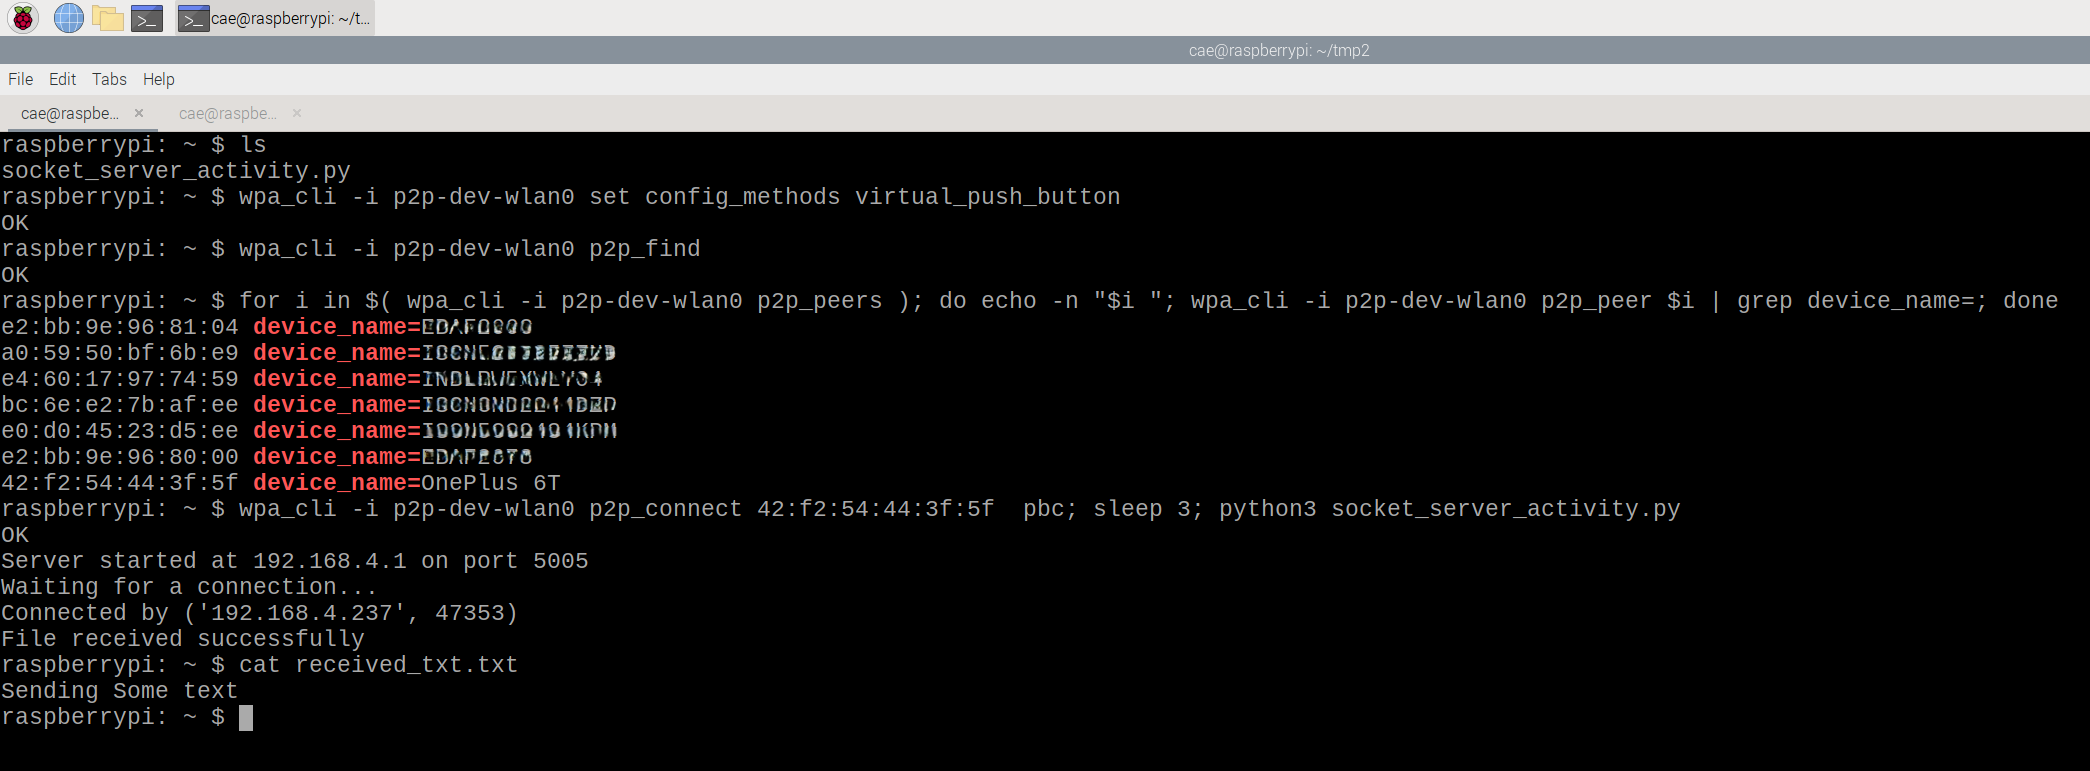 cae@raspberrypi: ~/t...
cae@raspberrypi: ~/tmp2
File Edit Tabs Help
cae@raspbe... × cae@raspbe... ×
raspberrypi: ~ $ ls
socket_server_activity.py
raspberrypi: ~ $ wpa_cli -i p2p-dev-wlan0 set config_methods virtual_push_button
OK
raspberrypi: ~ $ wpa_cli -i p2p-dev-wlan0 p2p_find
OK
raspberrypi: ~ $ for i in $( wpa_cli -i p2p-dev-wlan0 p2p_peers ); do echo -n "$i "; wpa_cli -i p2p-dev-wlan0 p2p_peer $i | grep device_name=; done
e2:bb:9e:96:81:04 device_name=
a0:59:50:bf:6b:e9 device_name=
e4:60:17:97:74:59 device_name=
bc:6e:e2:7b:af:ee device_name=
e0:d0:45:23:d5:ee device_name=
e2:bb:9e:96:80:00 device_name=
42:f2:54:44:3f:5f device_name=OnePlus 6T
raspberrypi: ~ $ wpa_cli -i p2p-dev-wlan0 p2p_connect 42:f2:54:44:3f:5f  pbc; sleep 3; python3 socket_server_activity.py
OK
Server started at 192.168.4.1 on port 5005
Waiting for a connection...
Connected by ('192.168.4.237', 47353)
File received successfully
raspberrypi: ~ $ cat received_txt.txt
Sending Some text
raspberrypi: ~ $